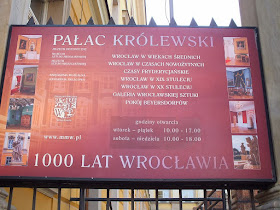 PAŁAC KRÓLEWSKI
WROCŁAW W WIEKACH ŚREDNICH
WROCŁAW W CZASACH NOWOŻYTNYCH
CZASY FRYDERYCJAŃSKIE
WROCŁAW W XIX STULECIU
WROCŁAW W XX STULECIU
GALERIA WROCŁAWSKIEJ SZTUKI
POKÓJ BEYERSDORFÓW
www.mmw.pl
godziny otwarcia
wtorek – piątek 10.00 - 17.00
sobota – niedziela 10.00 - 18.00
1000 LAT WROCŁAWIA